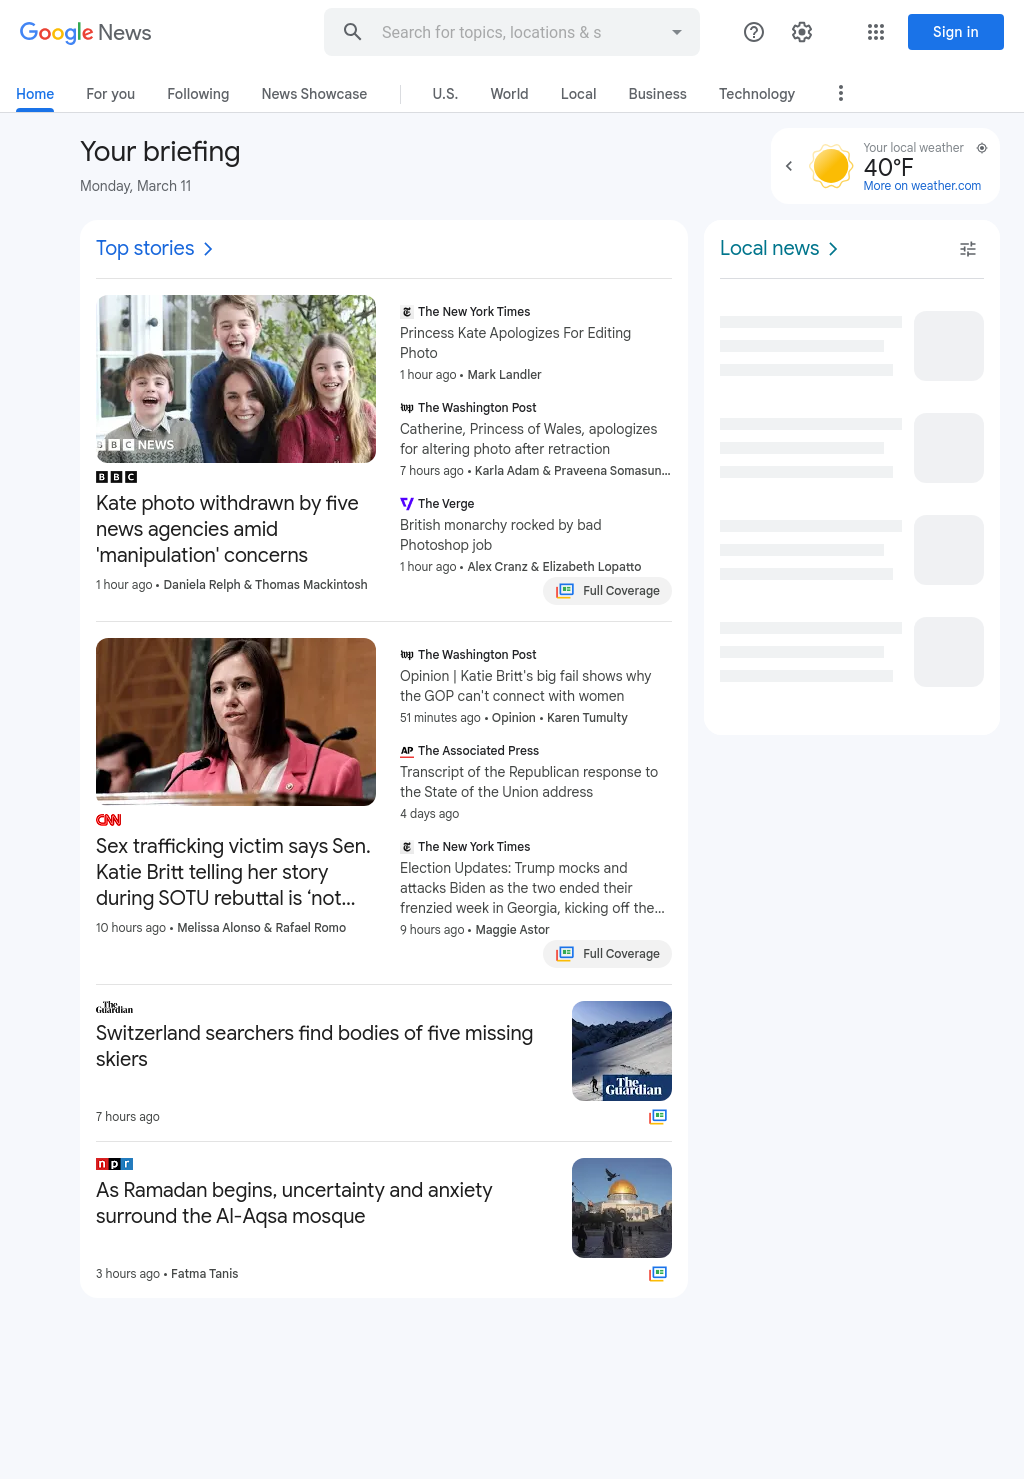 Google News
Search for topics, locations & s
Sign in
Home
For you
Following
News Showcase
U.S.
World
Local
Business
Technology
Your briefing
Monday, March 11
Your local weather
40°F
More on weather.com
Top stories
BBC NEWS
BBC
Kate photo withdrawn by five
news agencies amid
'manipulation' concerns
1 hour ago • Daniela Relph & Thomas Mackintosh
The New York Times
Princess Kate Apologizes For Editing
Photo
1 hour ago • Mark Landler
The Washington Post
Catherine, Princess of Wales, apologizes
for altering photo after retraction
7 hours ago • Karla Adam & Praveena Somasun...
The Verge
British monarchy rocked by bad
Photoshop job
1 hour ago • Alex Cranz & Elizabeth Lopatto
Full Coverage
CNN
Sex trafficking victim says Sen.
Katie Britt telling her story
during SOTU rebuttal is ‘not...
10 hours ago • Melissa Alonso & Rafael Romo
wp The Washington Post
Opinion | Katie Britt's big fail shows why
the GOP can't connect with women
51 minutes ago • Opinion • Karen Tumulty
AP The Associated Press
Transcript of the Republican response to
the State of the Union address
4 days ago
The New York Times
Election Updates: Trump mocks and
attacks Biden as the two ended their
frenzied week in Georgia, kicking off the...
9 hours ago • Maggie Astor
Full Coverage
The Guardian
Switzerland searchers find bodies of five missing
skiers
7 hours ago
The
Guardian
npr
As Ramadan begins, uncertainty and anxiety
surround the Al-Aqsa mosque
3 hours ago • Fatma Tanis
Local news